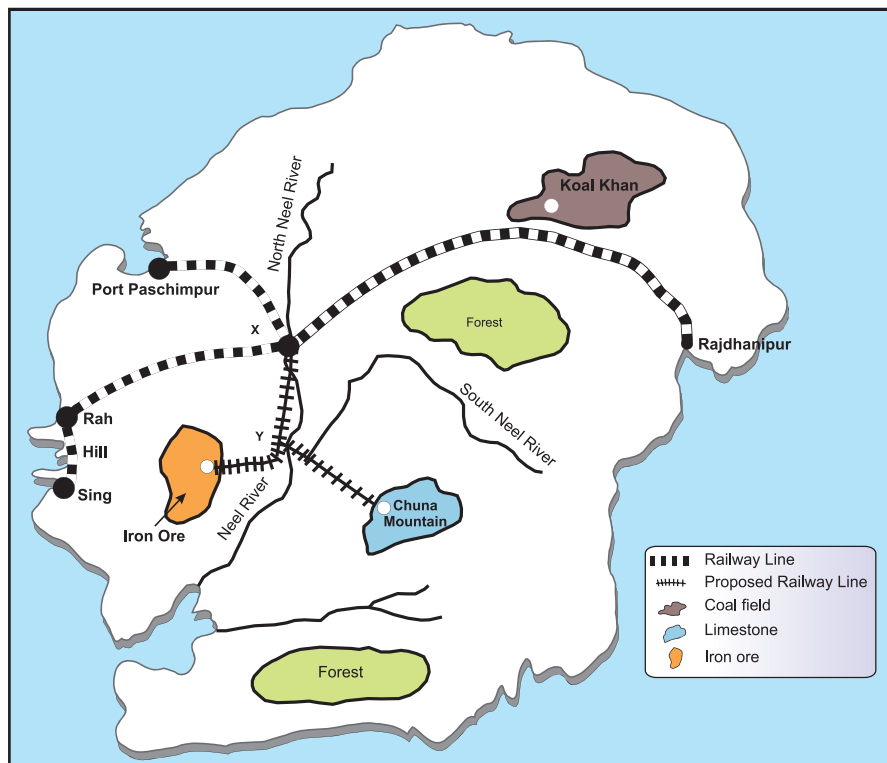 Koal Khan
North Neel River
Port Paschimpur
X
Forest
Rajdhanipur
South Neel River
Rah
Hill
Sing
Y
Neel River
Iron Ore
Chuna
Mountain
Railway Line
Proposed Railway Line
Coal field
Limestone
Iron ore
Forest